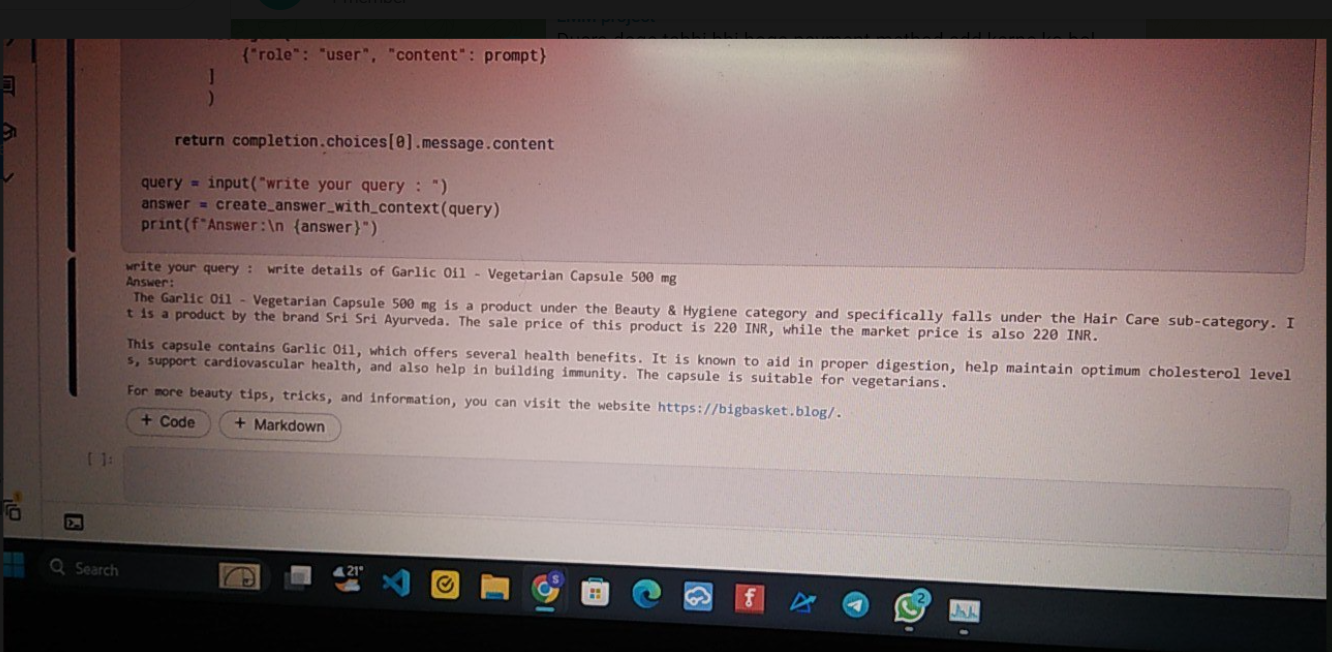 {"role": "user", "content": prompt}
]
)
return completion.choices[0].message.content
query = input("write your query : ")
answer = create_answer_with_context(query)
print(f"Answer:\n {answer}")
write your query :  write details of Garlic Oil - Vegetarian Capsule 500 mg
Answer:
The Garlic Oil - Vegetarian Capsule 500 mg is a product under the Beauty & Hygiene category and specifically falls under the Hair Care sub-category. I
t is a product by the brand Sri Sri Ayurveda. The sale price of this product is 220 INR, while the market price is also 220 INR.
This capsule contains Garlic Oil, which offers several health benefits. It is known to aid in proper digestion, help maintain optimum cholesterol level
s, support cardiovascular health, and also help in building immunity. The capsule is suitable for vegetarians.
For more beauty tips, tricks, and information, you can visit the website https://bigbasket.blog/.
+ Code + Markdown
[ ]:
Search 21° S 2